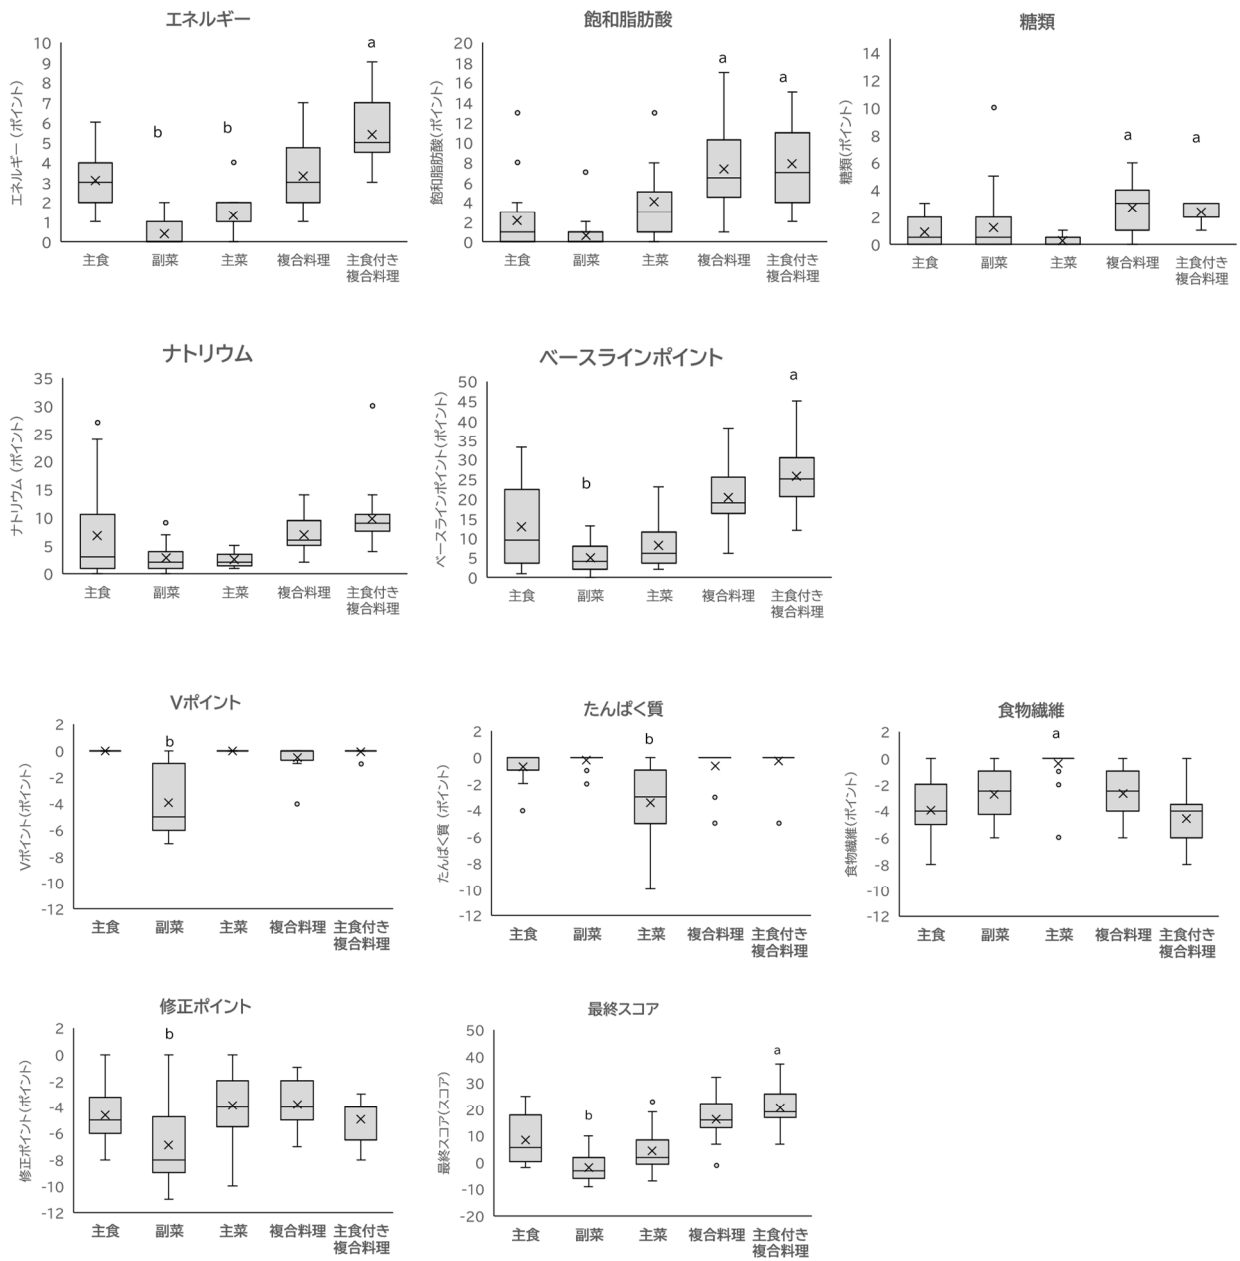 エネルギー
エネルギー (ポイント)
10
9
8
7
6
5
4
3
2
1
0
b
b
a
主食
副菜
主菜
複合料理
主食付き
複合料理
飽和脂肪酸
飽和脂肪酸(ポイント)
20
18
16
14
12
10
8
6
4
2
0
a
a
主食
副菜
主菜
複合料理
主食付き
複合料理
糖類
糖類(ポイント)
14
12
10
8
6
4
2
0
a
a
主食
副菜
主菜
複合料理
主食付き
複合料理
ナトリウム
ナトリウム (ポイント)
35
30
25
20
15
10
5
0
主食
副菜
主菜
複合料理
主食付き
複合料理
ベースラインポイント
ベースラインポイント(ポイント)
50
45
40
35
30
25
20
15
10
5
0
b
a
主食
副菜
主菜
複合料理
主食付き
複合料理
Vポイント
Vポイント(ポイント)
2
0
-2
-4
-6
-8
-10
-12
b
主食
副菜
主菜
複合料理
主食付き
複合料理
たんぱく質
たんぱく質 (ポイント)
2
0
-2
-4
-6
-8
-10
-12
b
主食
副菜
主菜
複合料理
主食付き
複合料理
食物繊維
食物繊維(ポイント)
2
0
-2
-4
-6
-8
-10
-12
a
主食
副菜
主菜
複合料理
主食付き
複合料理
修正ポイント
修正ポイント(ポイント)
2
0
-2
-4
-6
-8
-10
-12
b
主食
副菜
主菜
複合料理
主食付き
複合料理
最終スコア
最終スコア(スコア)
50
40
30
20
10
0
-10
-20
b
a
主食
副菜
主菜
複合料理
主食付き
複合料理